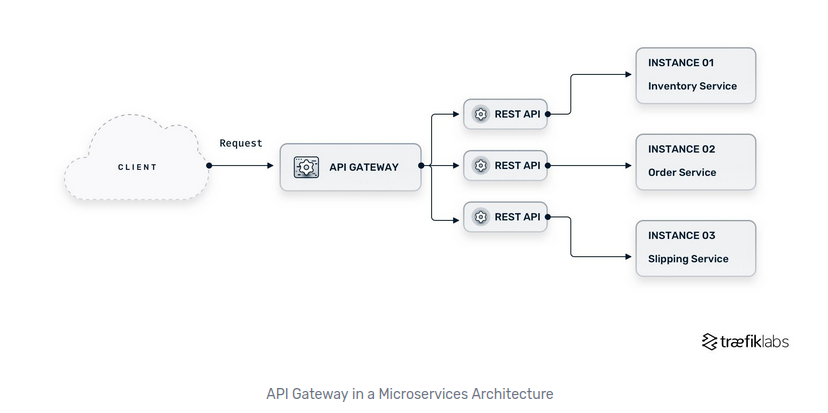 CLIENT
Request
API GATEWAY
REST API
REST API
REST API
INSTANCE 01
Inventory Service
INSTANCE 02
Order Service
INSTANCE 03
Slipping Service
træfiklabs
API Gateway in a Microservices Architecture